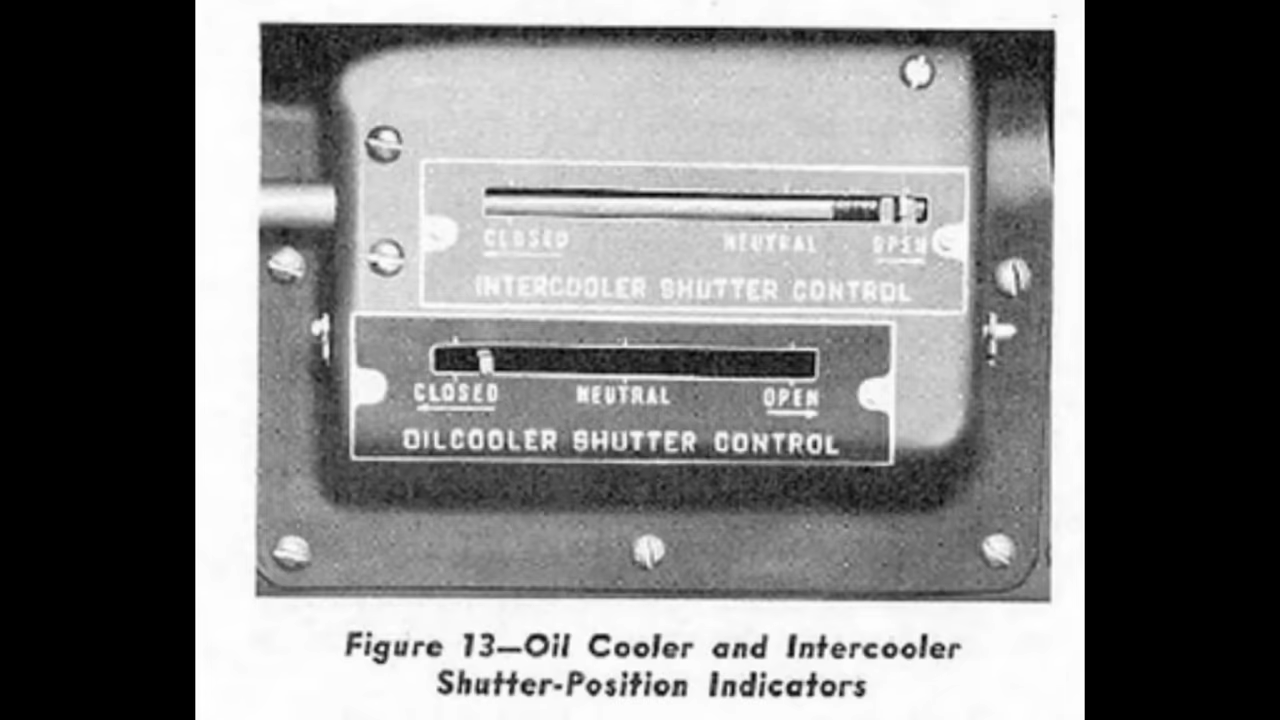 CLOSED NEUTRAL OPEN
INTERCOOLER SHUTTER CONTROL
CLOSED NEUTRAL OPEN
OILCOOLER SHUTTER CONTROL
Figure 13—Oil Cooler and Intercooler
Shutter-Position Indicators